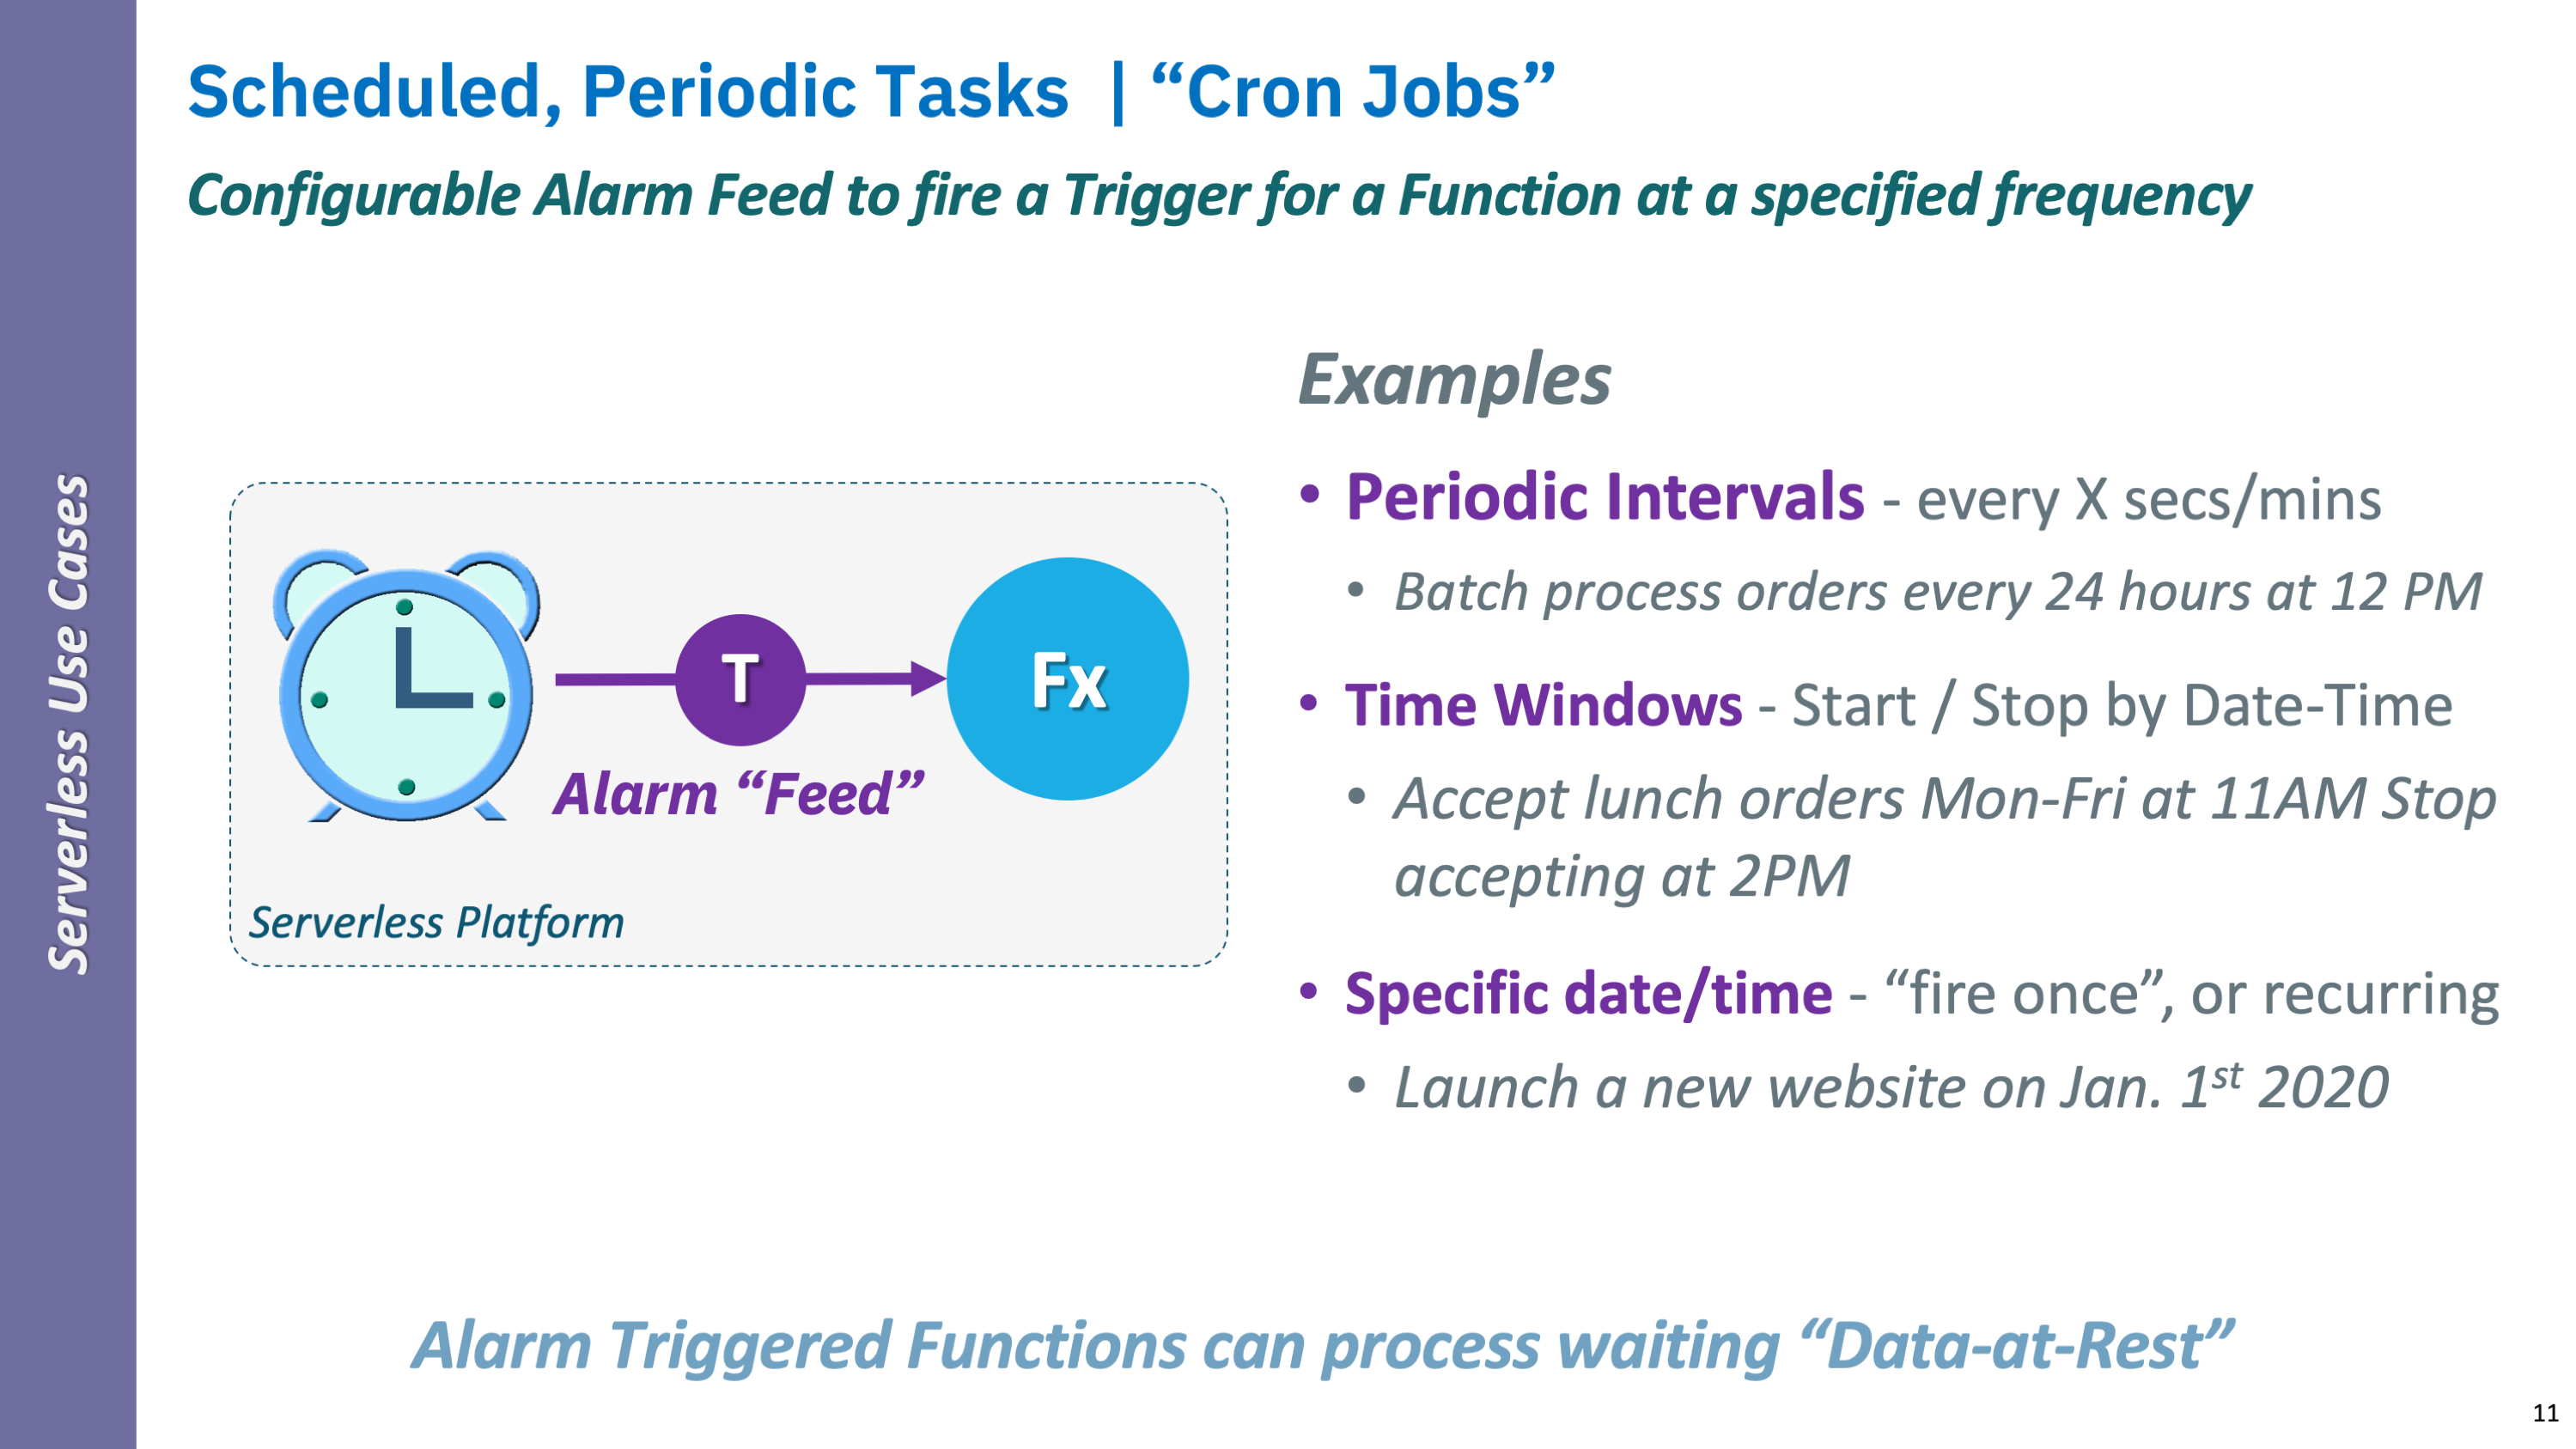 Serverless Use Cases
Scheduled, Periodic Tasks | “Cron Jobs”
Configurable Alarm Feed to fire a Trigger for a Function at a specified frequency
T
Fx
Alarm “Feed”
Serverless Platform
Examples
• Periodic Intervals - every X secs/mins
• Batch process orders every 24 hours at 12 PM
• Time Windows - Start / Stop by Date-Time
• Accept lunch orders Mon-Fri at 11AM Stop
accepting at 2PM
• Specific date/time - “fire once”, or recurring
• Launch a new website on Jan. 1st 2020
Alarm Triggered Functions can process waiting “Data-at-Rest”
11